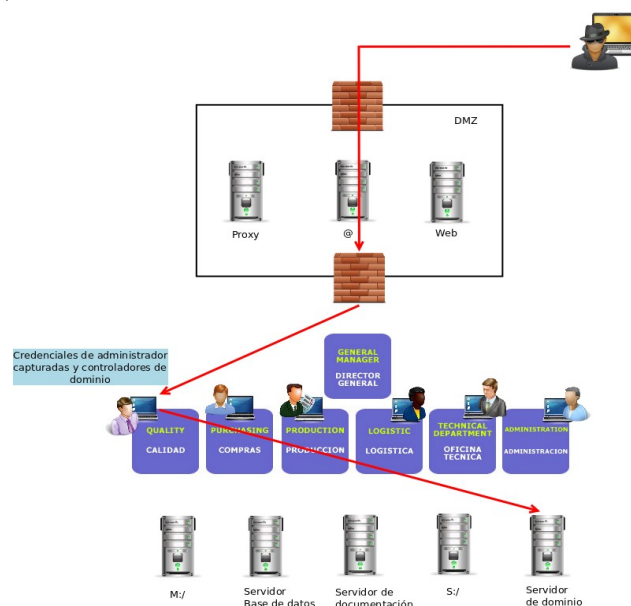 DMZ
Proxy
@
Web
Credenciales de administrador
capturadas y controladores de
dominio
GENERAL
MANAGER
DIRECTOR
GENERAL
QUALITY
CALIDAD
PURCHASING
COMPRAS
PRODUCTION
PRODUCCION
LOGISTIC
LOGISTICA
TECHNICAL
DEPARTMENT
OFICINA
TECNICA
ADMINISTRATION
ADMINISTRACION
M:/
Servidor
Base de datos
Servidor de
documentación
S:/
Servidor
de dominio